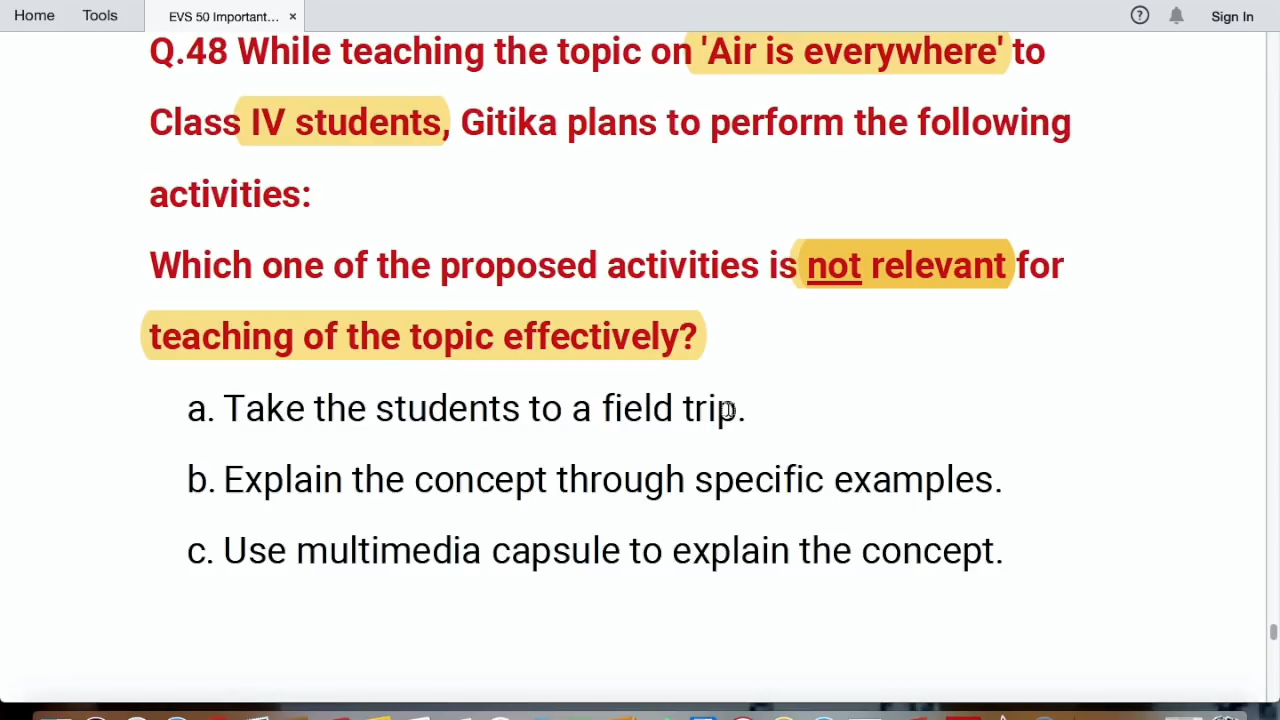 Home Tools EVS 50 Important... × Sign In
Q.48 While teaching the topic on 'Air is everywhere' to
Class IV students, Gitika plans to perform the following
activities:
Which one of the proposed activities is not relevant for
teaching of the topic effectively?
a. Take the students to a field trip.
b. Explain the concept through specific examples.
c. Use multimedia capsule to explain the concept.